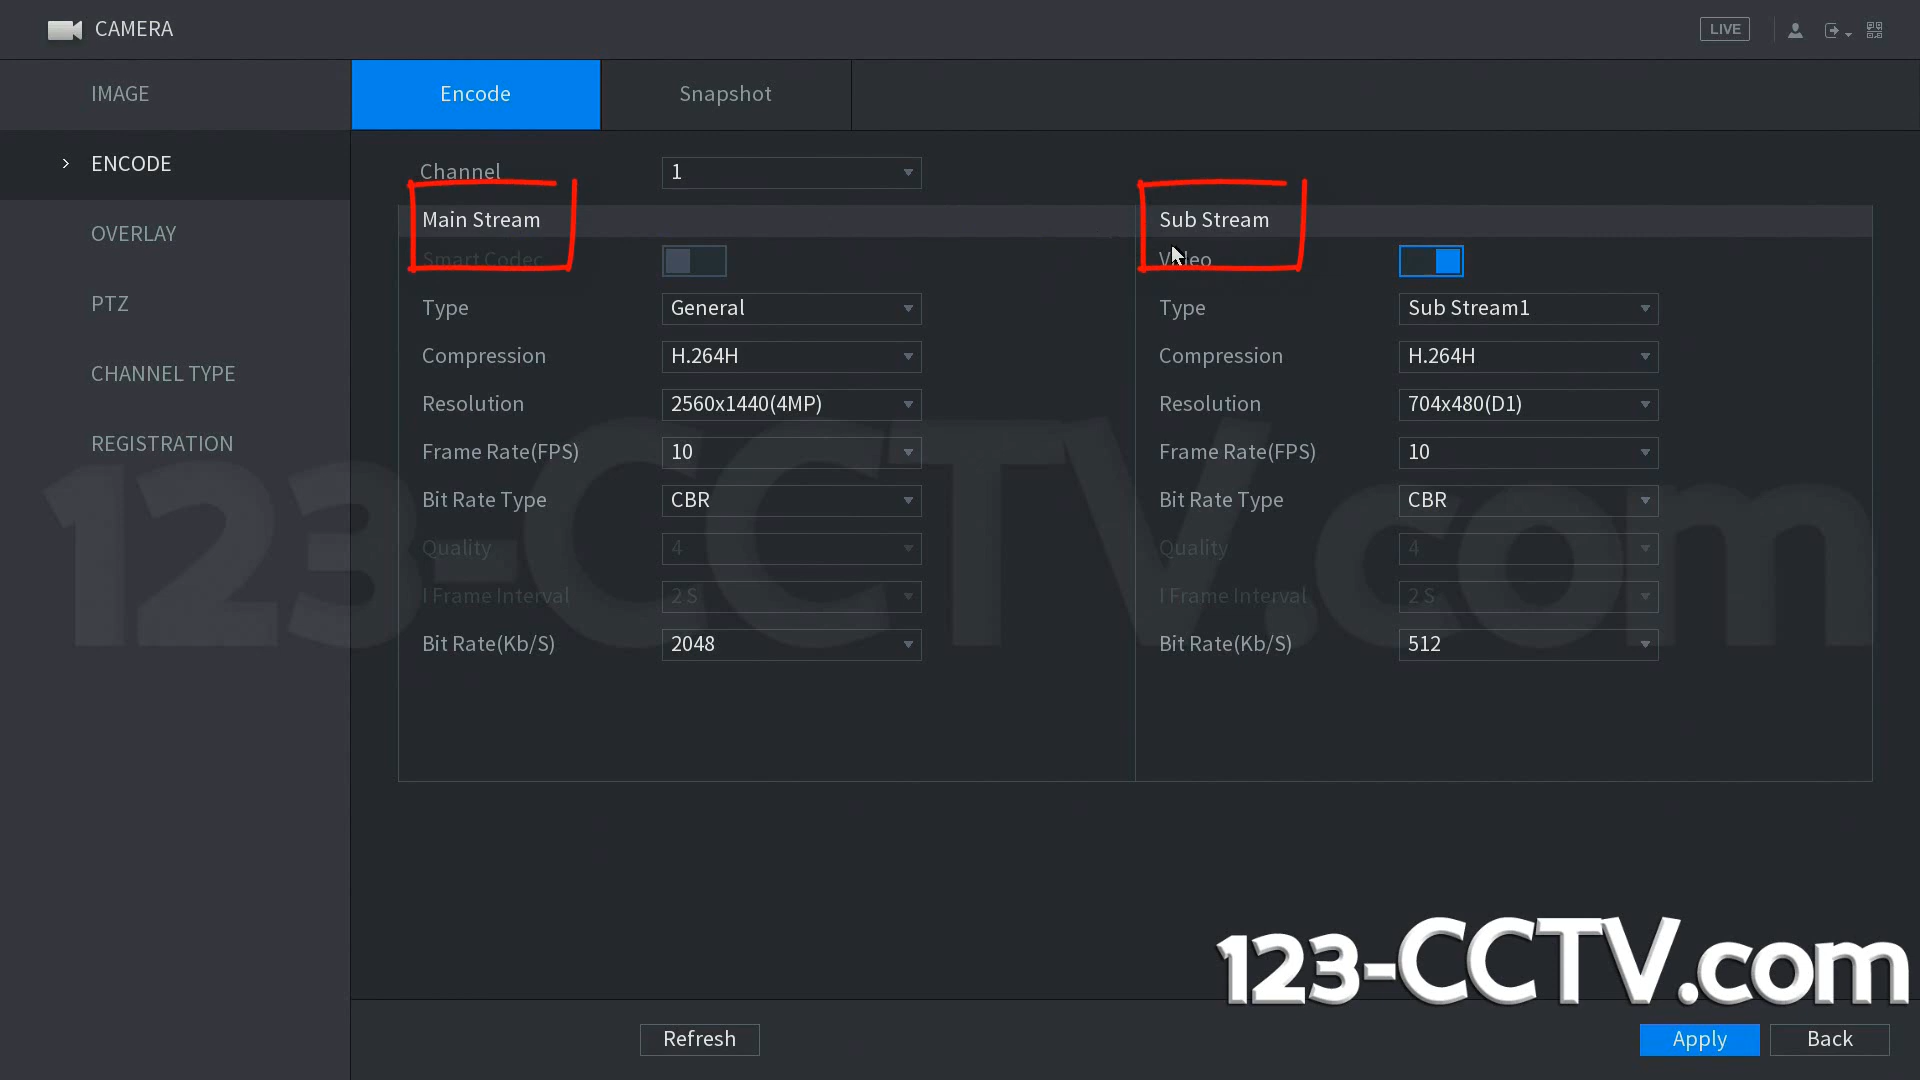 CAMERA
LIVE
IMAGE
ENCODE
OVERLAY
PTZ
CHANNEL TYPE
REGISTRATION
Encode Snapshot
Channel 1
Main Stream
Smart Codec
Type General
Compression H.264H
Resolution 2560x1440(4MP)
Frame Rate(FPS) 10
Bit Rate Type CBR
Quality 4
I Frame Interval 2 S
Bit Rate(Kb/S) 2048
Sub Stream
Video
Type Sub Stream1
Compression H.264H
Resolution 704x480(D1)
Frame Rate(FPS) 10
Bit Rate Type CBR
Quality 4
I Frame Interval 2 S
Bit Rate(Kb/S) 512
123-CCTV.com
123-CCTV.com
Refresh Apply Back